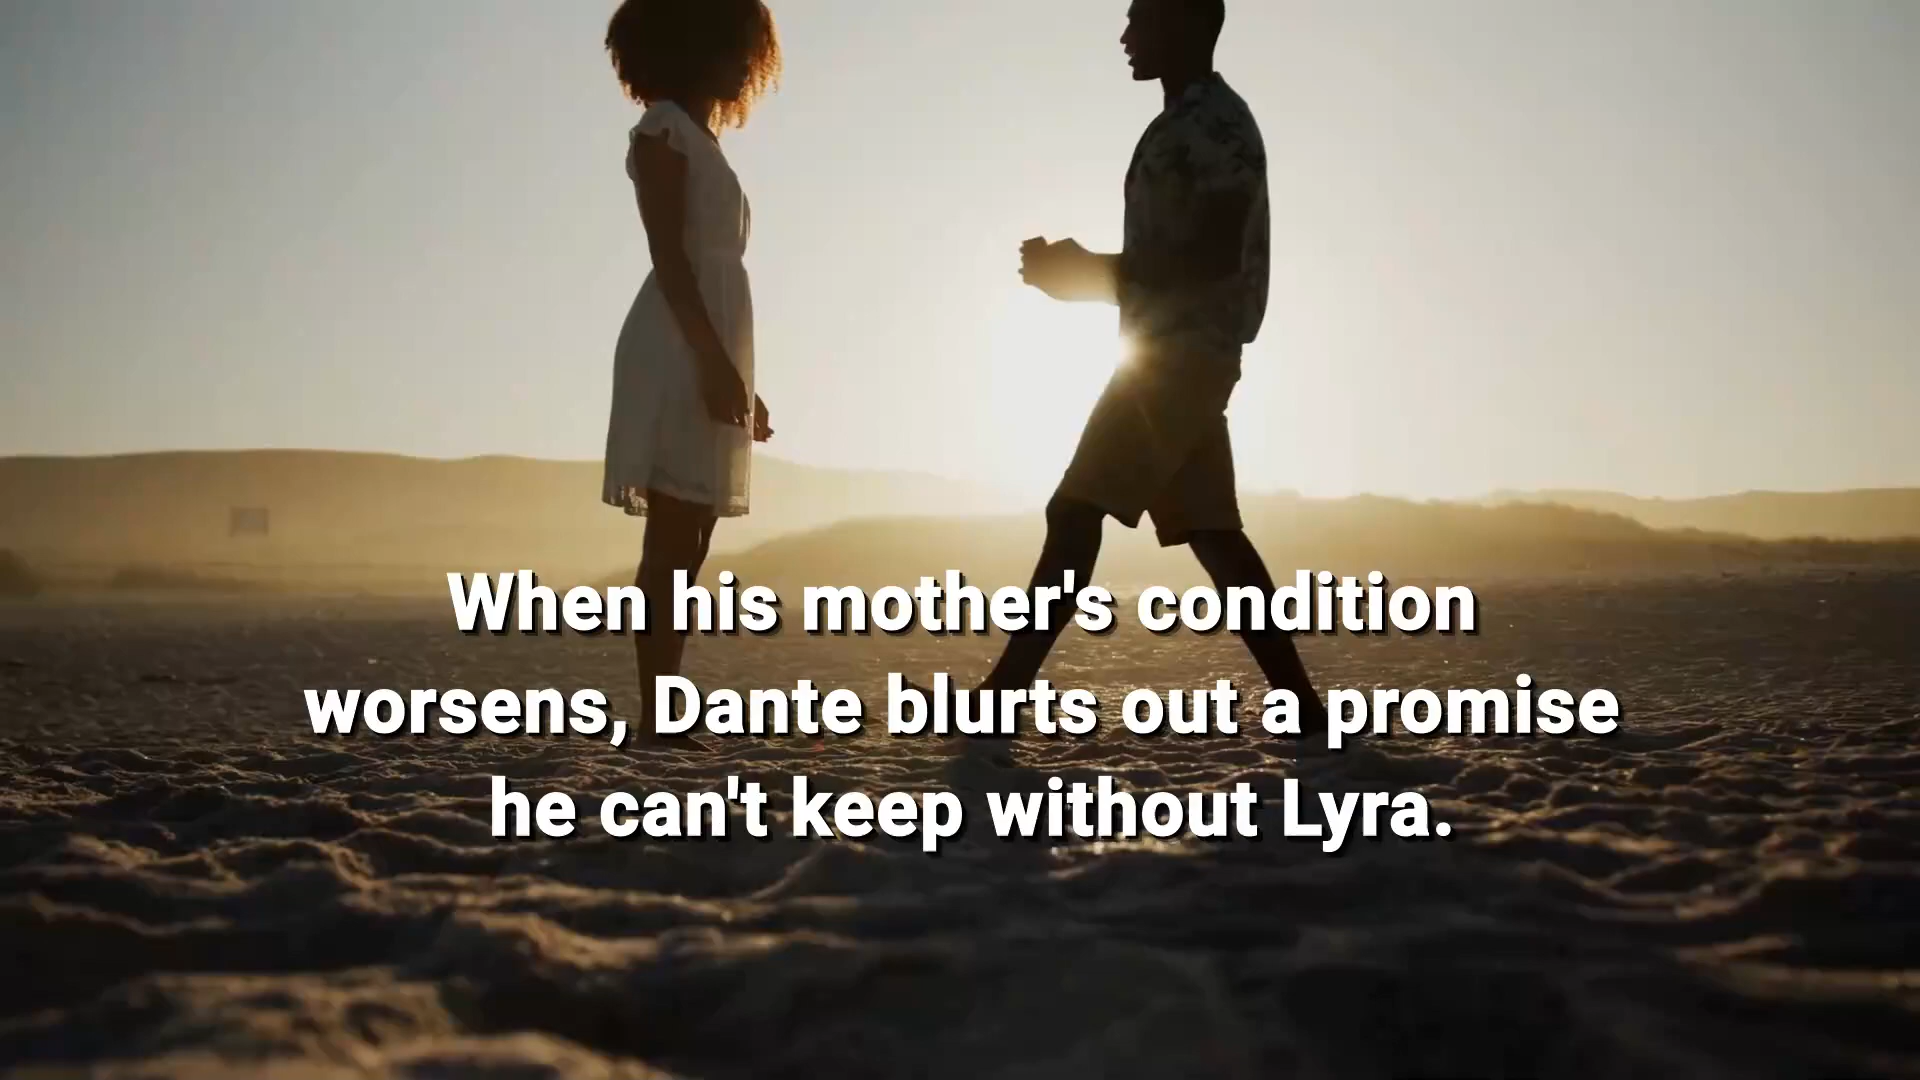 When his mother's condition
worsens, Dante blurts out a promise
he can't keep without Lyra.